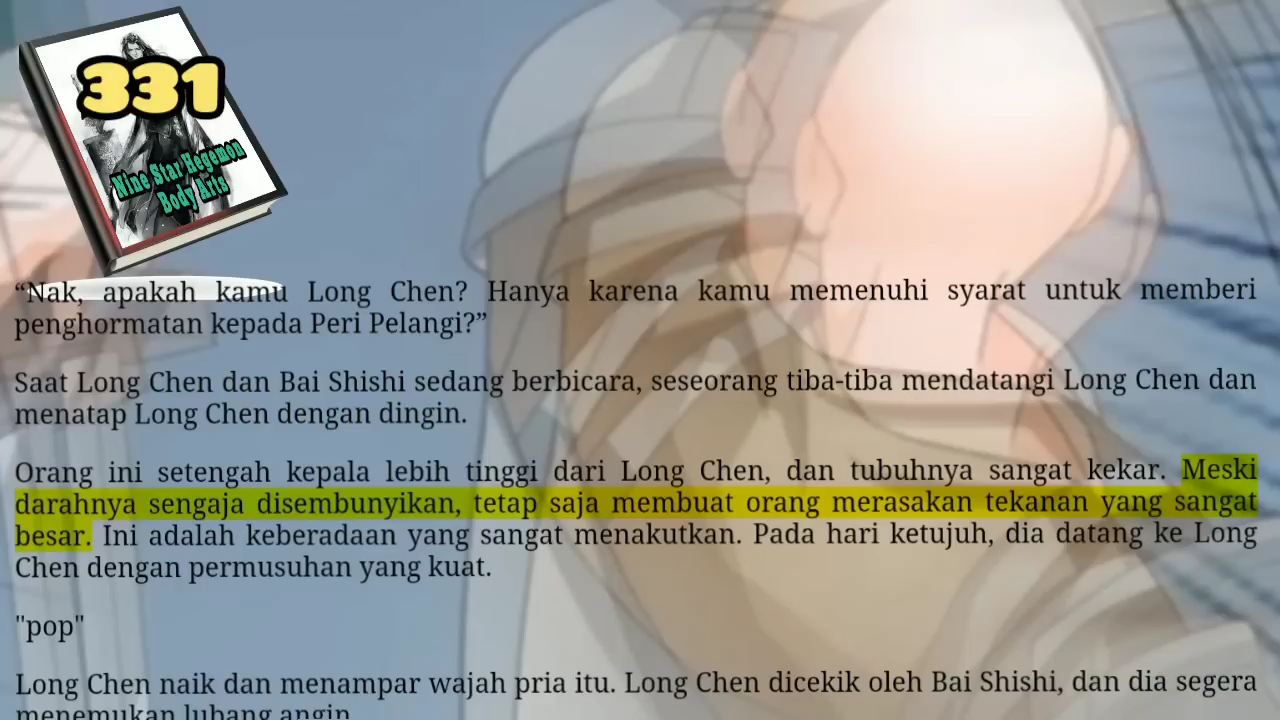 331
Nine Star Hegemon
Body Arts
“Nak, apakah kamu Long Chen? Hanya karena kamu memenuhi syarat untuk memberi
penghormatan kepada Peri Pelangi?”
Saat Long Chen dan Bai Shishi sedang berbicara, seseorang tiba-tiba mendatangi Long Chen dan
menatap Long Chen dengan dingin.
Orang ini setengah kepala lebih tinggi dari Long Chen, dan tubuhnya sangat kekar. Meski
darahnya sengaja disembunyikan, tetap saja membuat orang merasakan tekanan yang sangat
besar. Ini adalah keberadaan yang sangat menakutkan. Pada hari ketujuh, dia datang ke Long
Chen dengan permusuhan yang kuat.
"pop"
Long Chen naik dan menampar wajah pria itu. Long Chen dicekik oleh Bai Shishi, dan dia segera
menemukan lubang angin